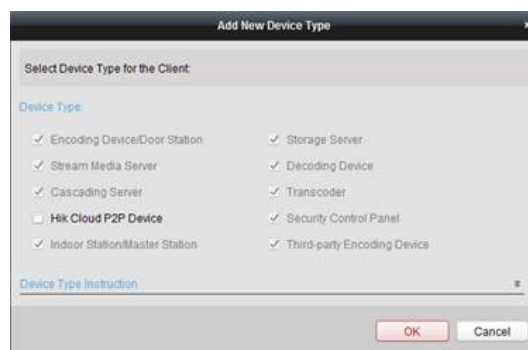 Add New Device Type
Select Device Type for the Client:
Device Type:
Encoding Device/Door Station
Storage Server
Stream Media Server
Decoding Device
Cascading Server
Transcoder
Hik Cloud P2P Device
Security Control Panel
Indoor Station/Master Station
Third-party Encoding Device
Device Type Instruction
OK
Cancel